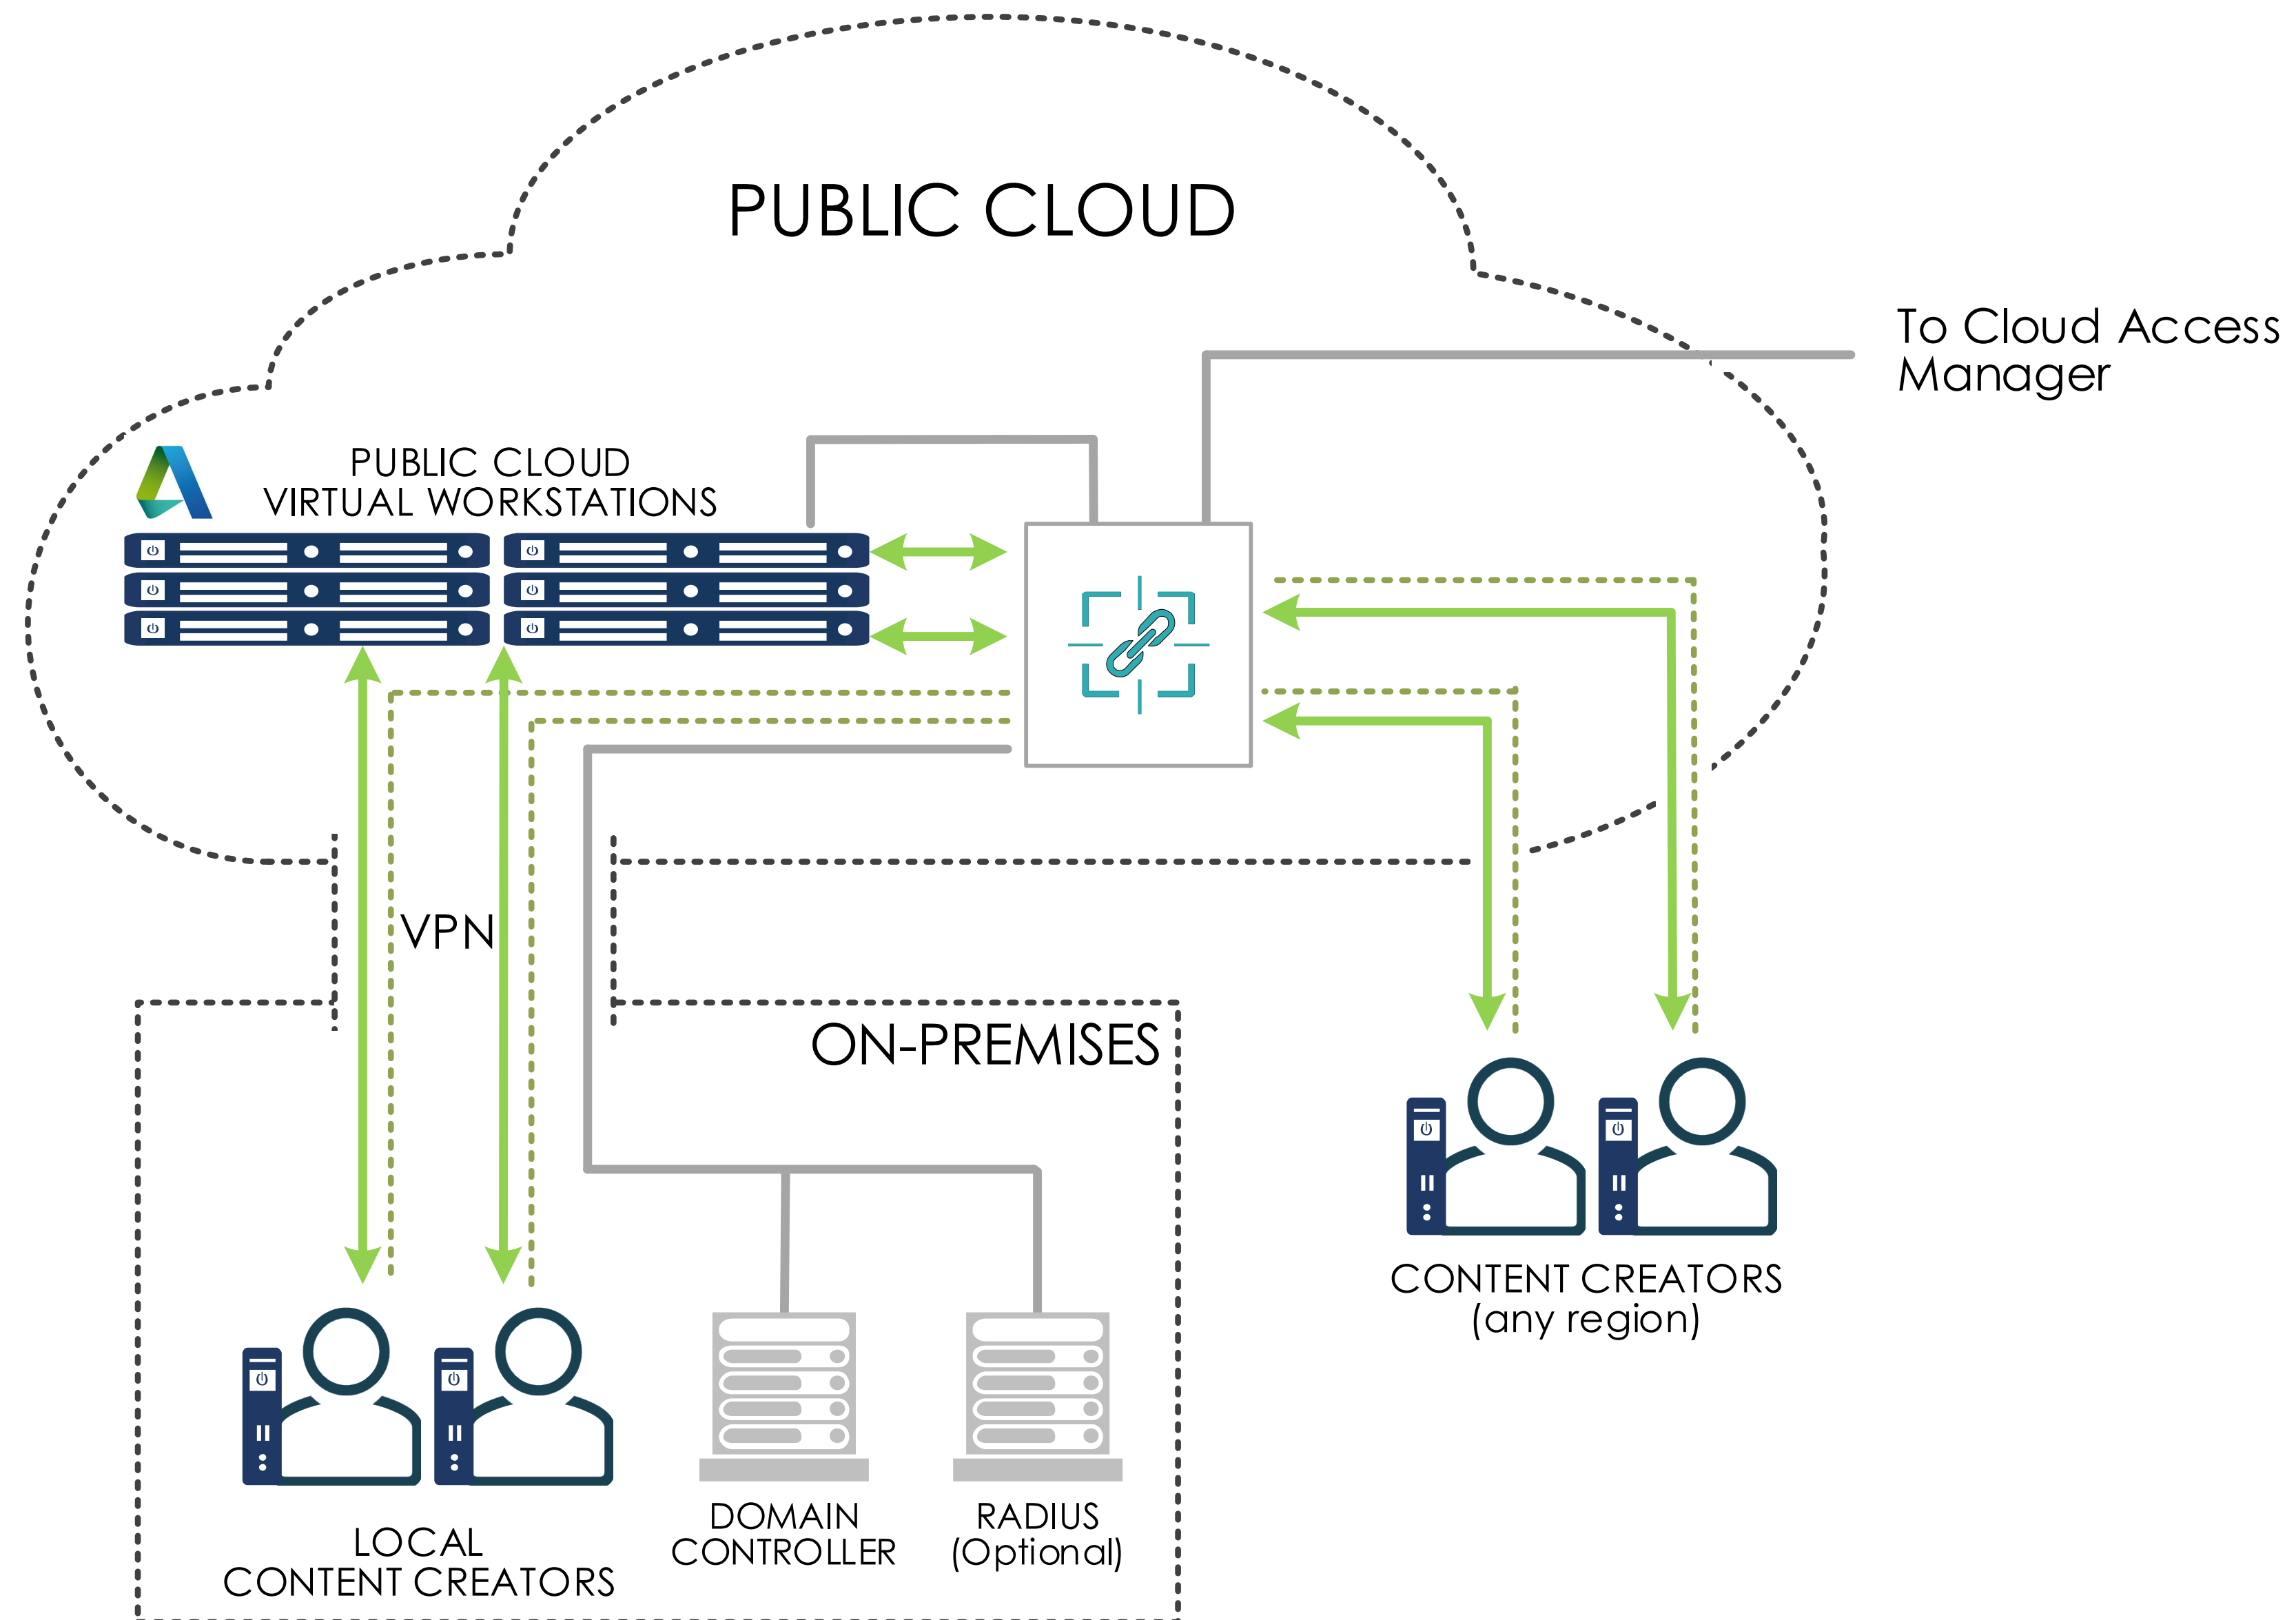 PUBLIC CLOUD
To Cloud Access
Manager
PUBLIC CLOUD
VIRTUAL WORKSTATIONS
VPN
ON-PREMISES
CONTENT CREATORS
(any region)
DOMAIN
CONTROLLER
RADIUS
(Optional)
LOCAL
CONTENT CREATORS